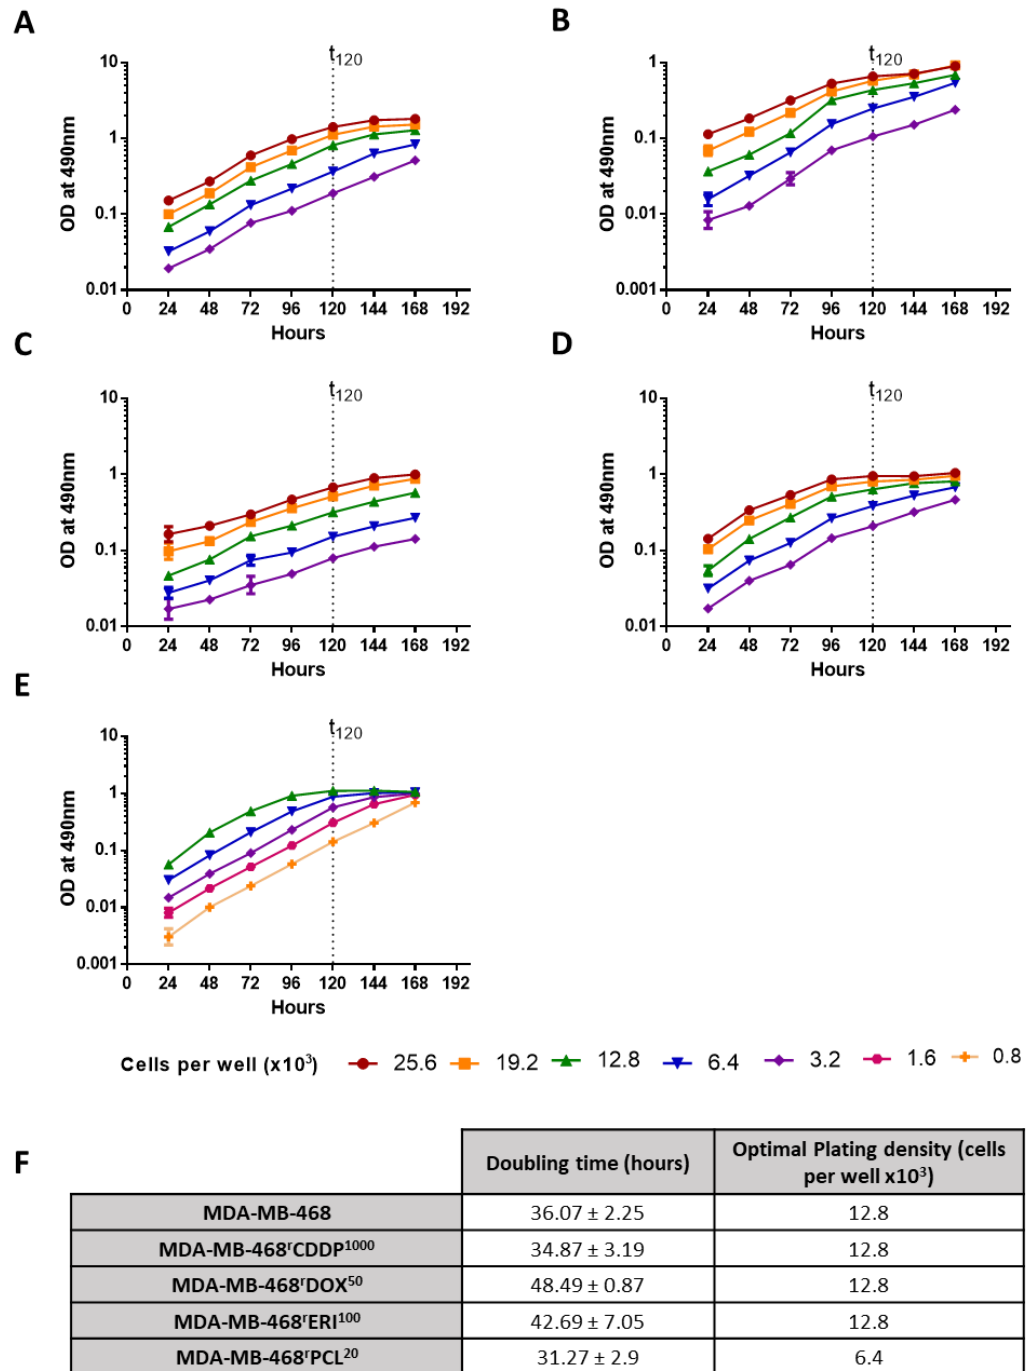 A
t120
10
1
0.1
0.01
OD at 490nm
0 24 48 72 96 120 144 168 192
Hours
B
t120
1
0.1
0.01
0.001
OD at 490nm
0 24 48 72 96 120 144 168 192
Hours
C
t120
10
1
0.1
0.01
OD at 490nm
0 24 48 72 96 120 144 168 192
Hours
D
t120
10
1
0.1
0.01
OD at 490nm
0 24 48 72 96 120 144 168 192
Hours
E
t120
10
1
0.1
0.01
0.001
OD at 490nm
0 24 48 72 96 120 144 168 192
Hours
Cells per well (x10³) 25.6 19.2 12.8 6.4 3.2 1.6 0.8
F
Doubling time (hours) Optimal Plating density (cells
per well x10³)
MDA-MB-468 36.07 ± 2.25 12.8
MDA-MB-468ʳCDDP¹⁰⁰⁰ 34.87 ± 3.19 12.8
MDA-MB-468ʳDOX⁵⁰ 48.49 ± 0.87 12.8
MDA-MB-468ʳERI¹⁰⁰ 42.69 ± 7.05 12.8
MDA-MB-468ʳPCL²⁰ 31.27 ± 2.9 6.4